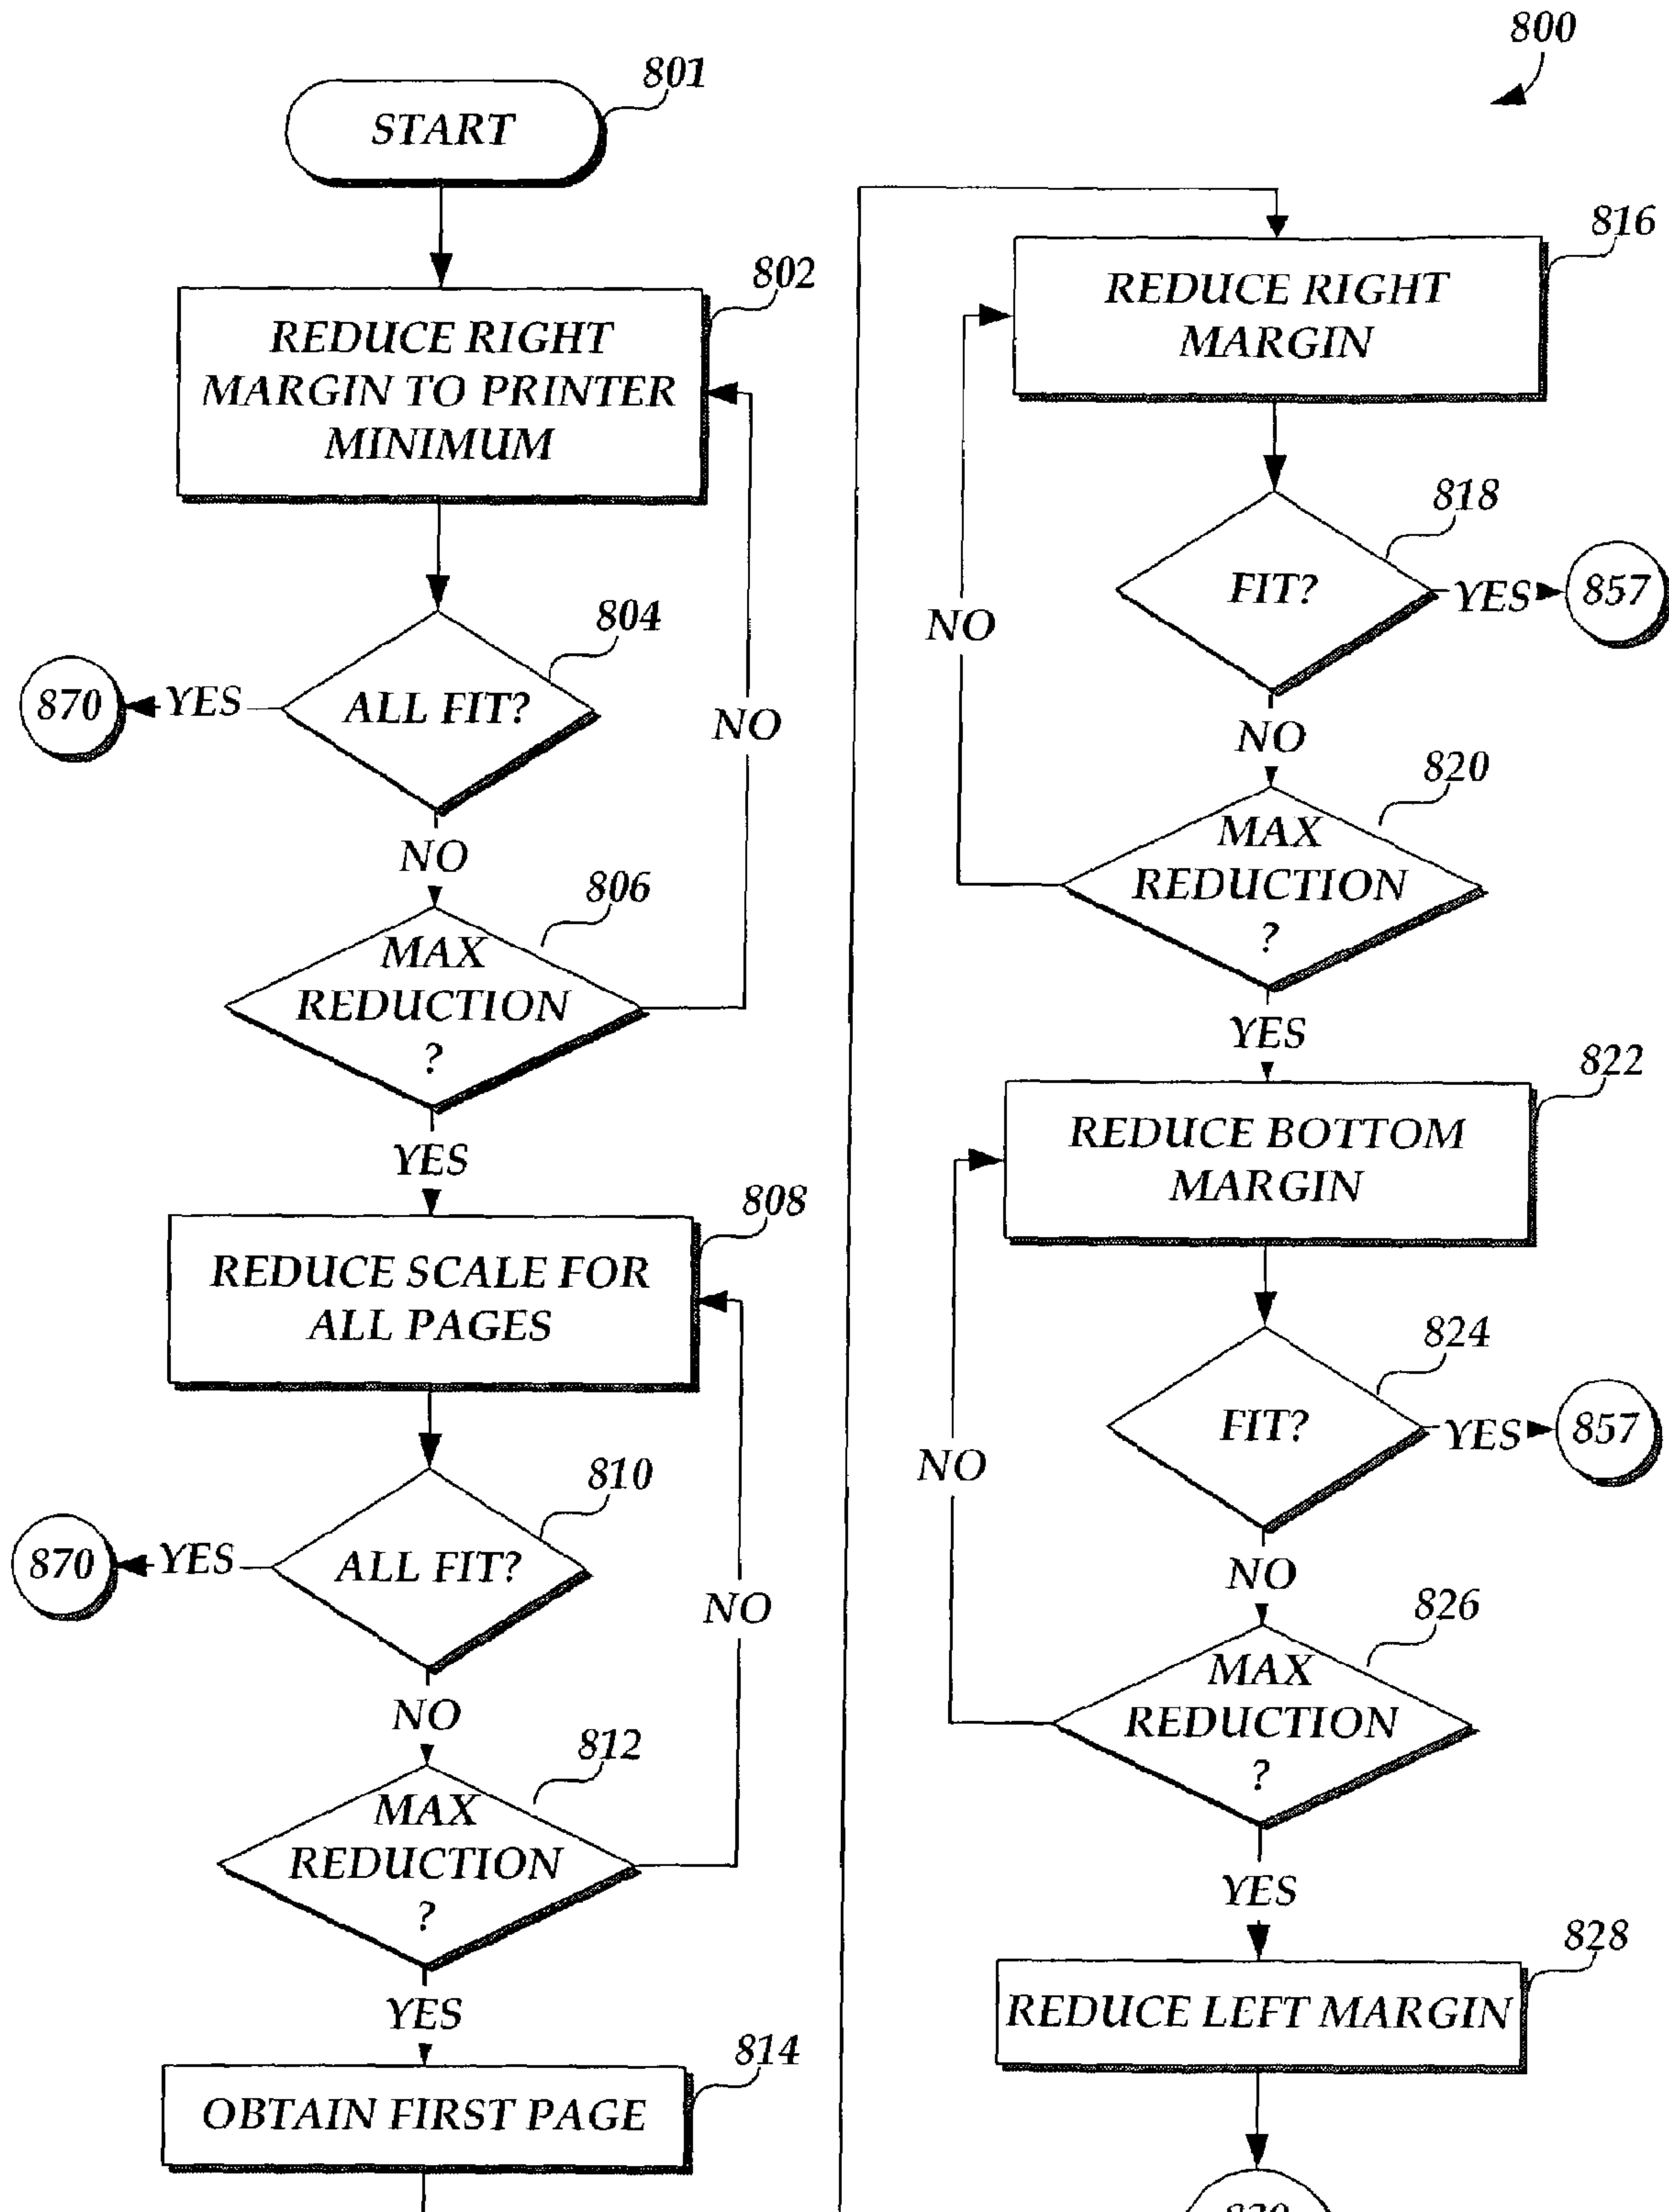 800
801
START
802
REDUCE RIGHT
MARGIN TO PRINTER
MINIMUM
804
870
YES
ALL FIT?
NO
NO
806
MAX
REDUCTION
?
YES
808
REDUCE SCALE FOR
ALL PAGES
810
870
YES
ALL FIT?
NO
NO
812
MAX
REDUCTION
?
YES
814
OBTAIN FIRST PAGE
816
REDUCE RIGHT
MARGIN
818
FIT?
YES
857
NO
NO
820
MAX
REDUCTION
?
YES
822
REDUCE BOTTOM
MARGIN
824
FIT?
YES
857
NO
NO
826
MAX
REDUCTION
?
YES
828
REDUCE LEFT MARGIN